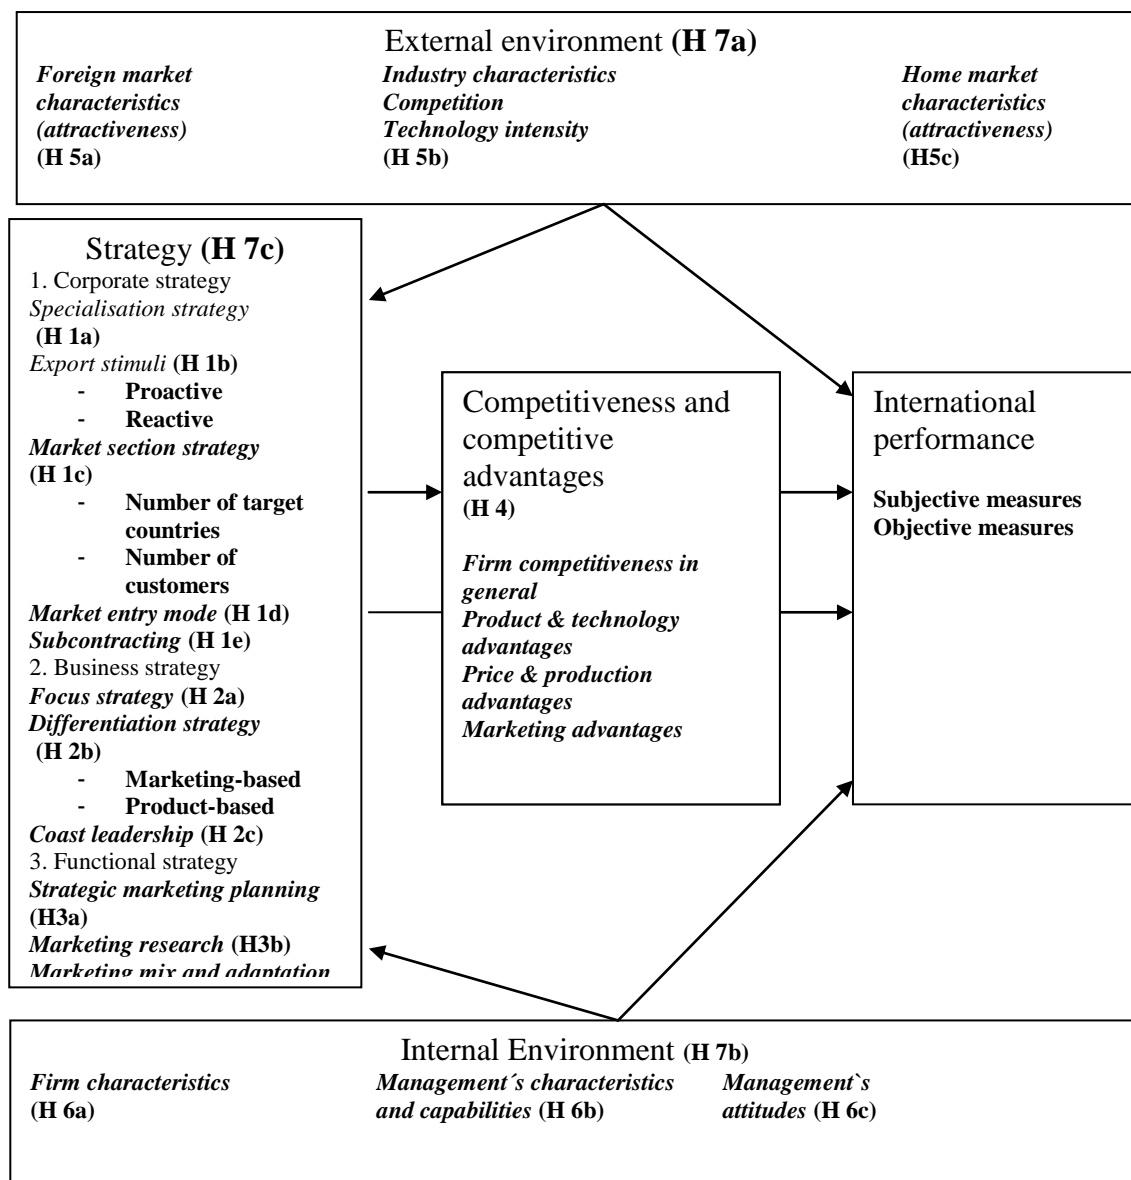 External environment (H 7a)
Foreign market
characteristics
(attractiveness)
(H 5a)
Industry characteristics
Competition
Technology intensity
(H 5b)
Home market
characteristics
(attractiveness)
(H5c)
Strategy (H 7c)
1. Corporate strategy
Specialisation strategy
(H 1a)
Export stimuli (H 1b)
- Proactive
- Reactive
Market section strategy
(H 1c)
- Number of target
countries
- Number of
customers
Market entry mode (H 1d)
Subcontracting (H 1e)
2. Business strategy
Focus strategy (H 2a)
Differentiation strategy
(H 2b)
- Marketing-based
- Product-based
Coast leadership (H 2c)
3. Functional strategy
Strategic marketing planning
(H3a)
Marketing research (H3b)
Marketing mix and adaptation
Competitiveness and
competitive
advantages
(H 4)
Firm competitiveness in
general
Product & technology
advantages
Price & production
advantages
Marketing advantages
International
performance
Subjective measures
Objective measures
Internal Environment (H 7b)
Firm characteristics
(H 6a)
Management´s characteristics
and capabilities (H 6b)
Management`s
attitudes (H 6c)